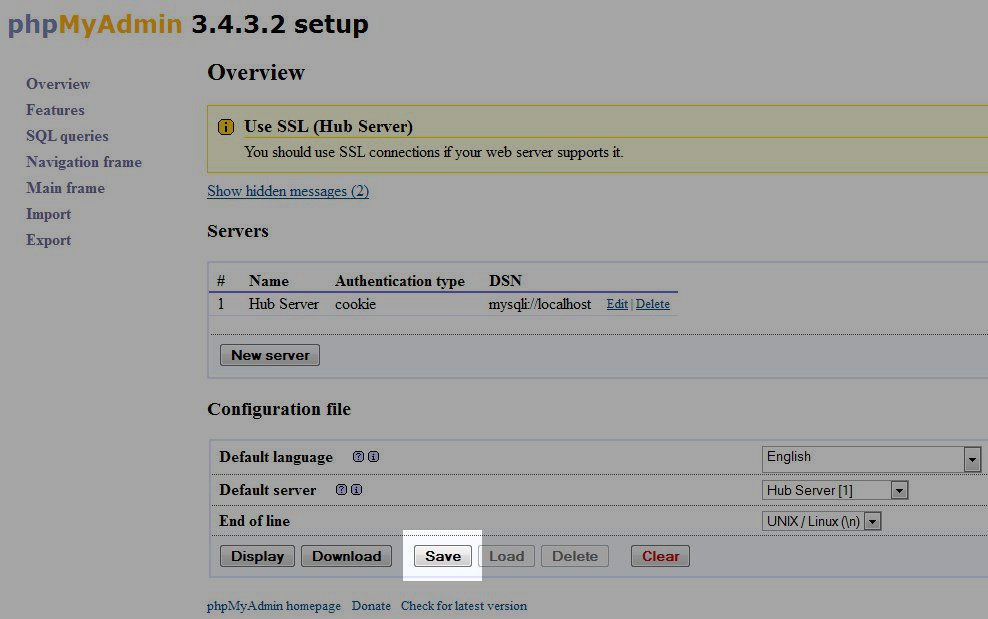 phpMyAdmin 3.4.3.2 setup
Overview
Features
SQL queries
Navigation frame
Main frame
Import
Export
Overview
Use SSL (Hub Server)
You should use SSL connections if your web server supports it.
Show hidden messages (2)
Servers
# Name Authentication type DSN
1 Hub Server cookie mysqli://localhost Edit | Delete
New server
Configuration file
Default language English
Default server Hub Server [1]
End of line UNIX / Linux (\n)
Display Download Save Load Delete Clear
phpMyAdmin homepage Donate Check for latest version